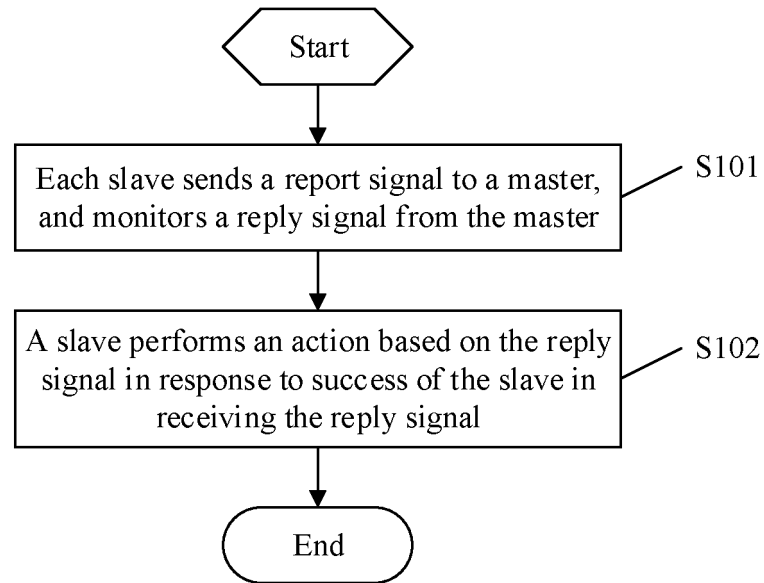 Start
Each slave sends a report signal to a master,
and monitors a reply signal from the master
S101
A slave performs an action based on the reply
signal in response to success of the slave in
receiving the reply signal
S102
End